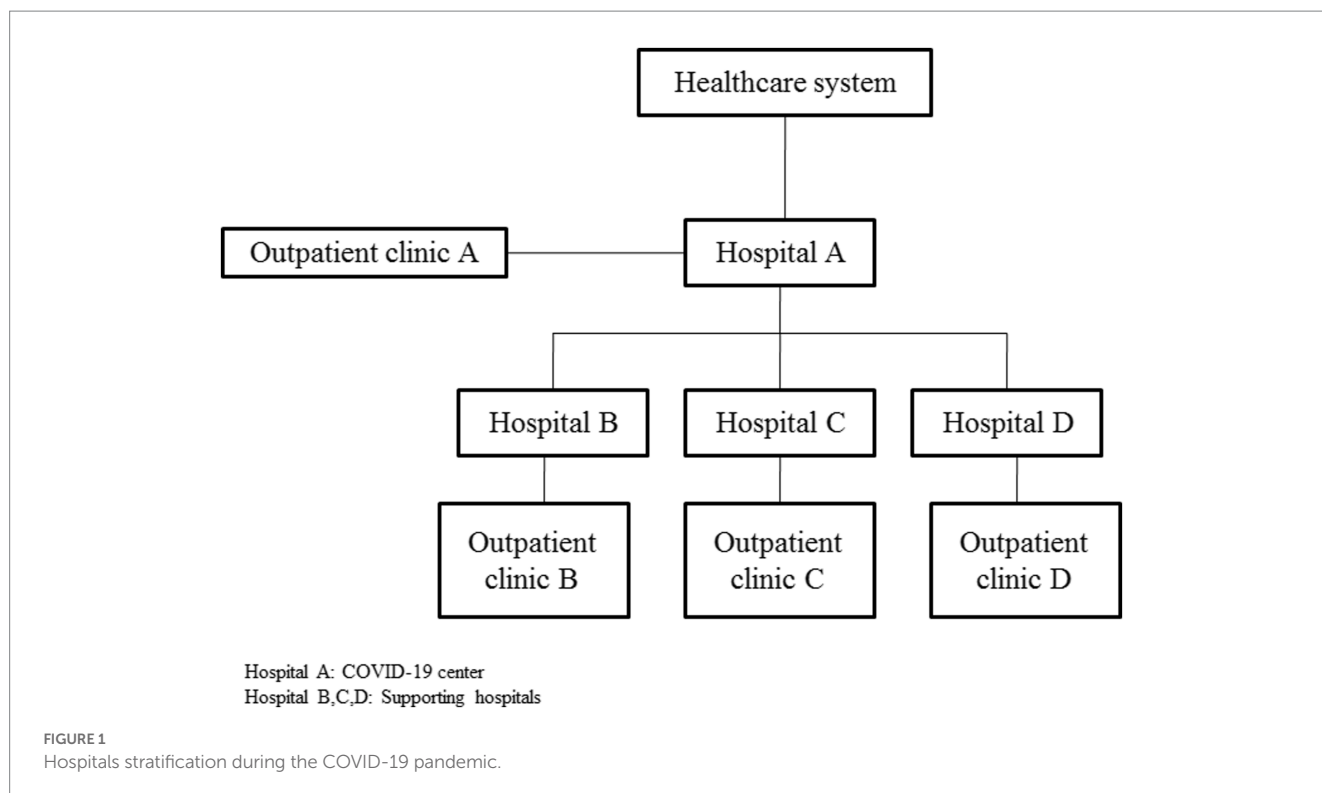 Healthcare system
Outpatient clinic A
Hospital A
Hospital B
Hospital C
Hospital D
Outpatient
clinic B
Outpatient
clinic C
Outpatient
clinic D
Hospital A: COVID-19 center
Hospital B,C,D: Supporting hospitals
FIGURE 1
Hospitals stratification during the COVID-19 pandemic.